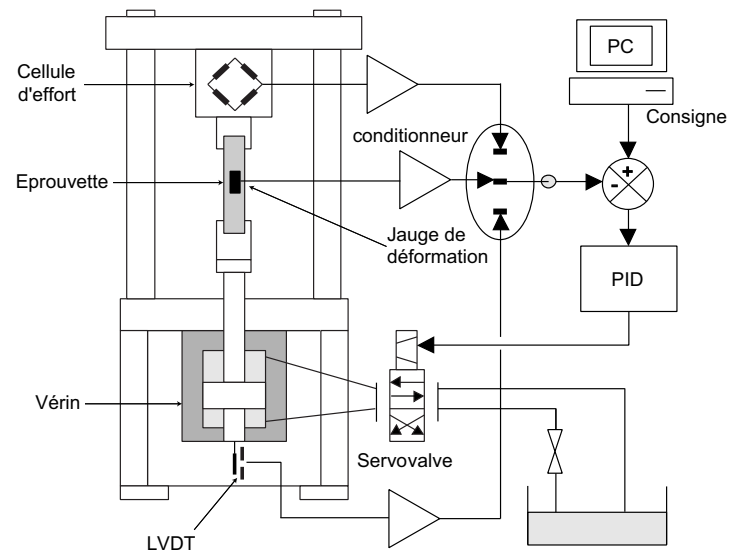 PC
Cellule
d'effort
Consigne
conditionneur
Eprouvette
+
-
Jauge de
déformation
PID
Vérin
Servovalve
LVDT